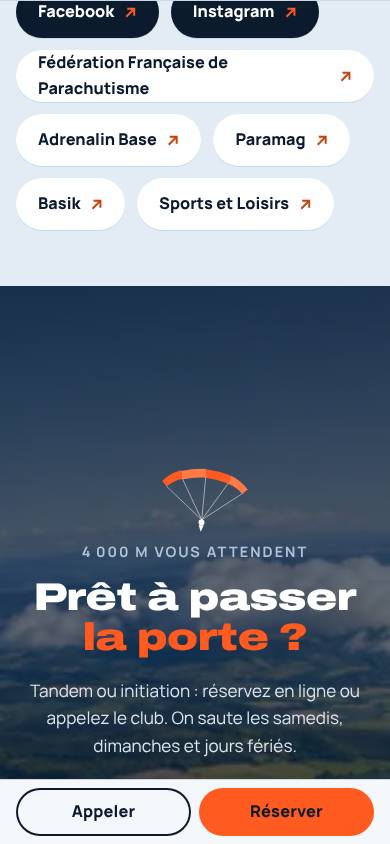 Facebook
Instagram
Fédération Française de
Parachutisme
Adrenalin Base
Paramag
Basik
Sports et Loisirs
4 000 M VOUS ATTENDENT
Prêt à passer
la porte ?
Tandem ou initiation : réservez en ligne ou
appelez le club. On saute les samedis,
dimanches et jours fériés.
Appeler
Réserver